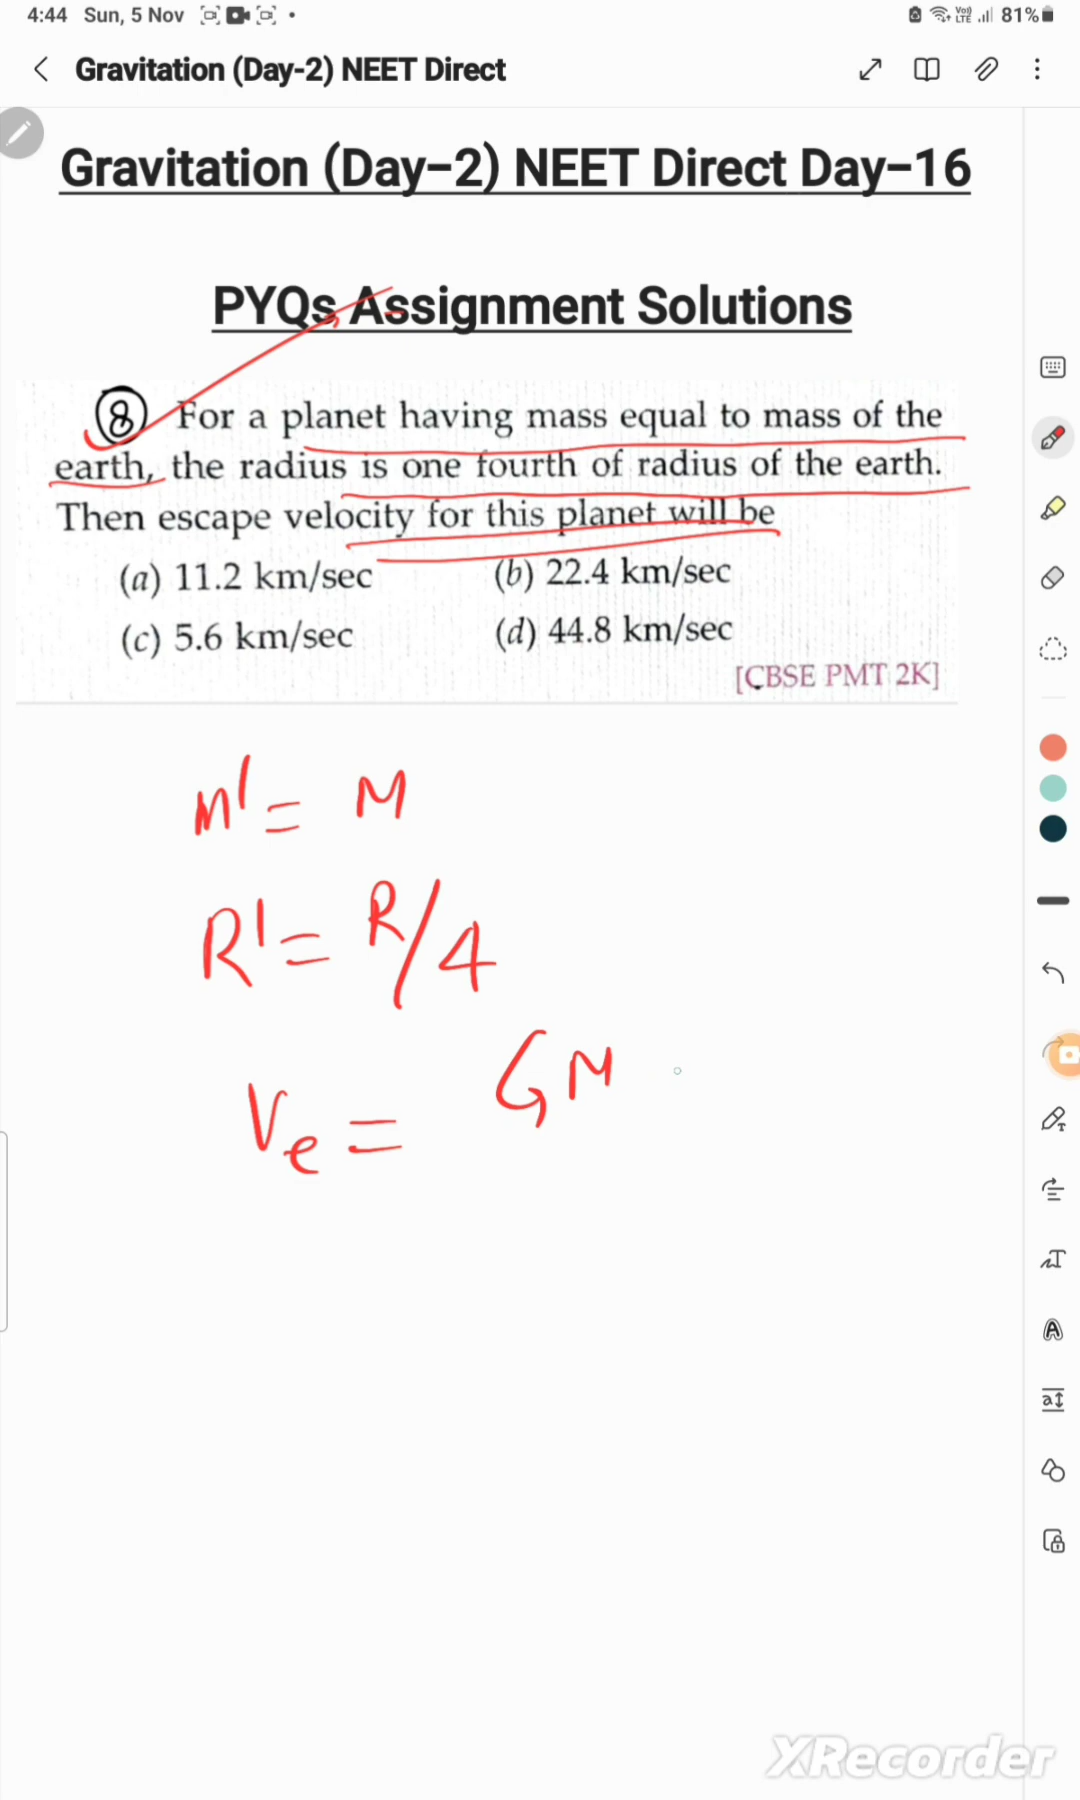 4:44 Sun, 5 Nov 81%
Gravitation (Day-2) NEET Direct
Gravitation (Day-2) NEET Direct Day-16
PYQs Assignment Solutions
8 For a planet having mass equal to mass of the
earth, the radius is one fourth of radius of the earth.
Then escape velocity for this planet will be
(a) 11.2 km/sec (b) 22.4 km/sec
(c) 5.6 km/sec (d) 44.8 km/sec
[CBSE PMT 2K]
M' = M
R' = R/4
Ve = GM
XRecorder